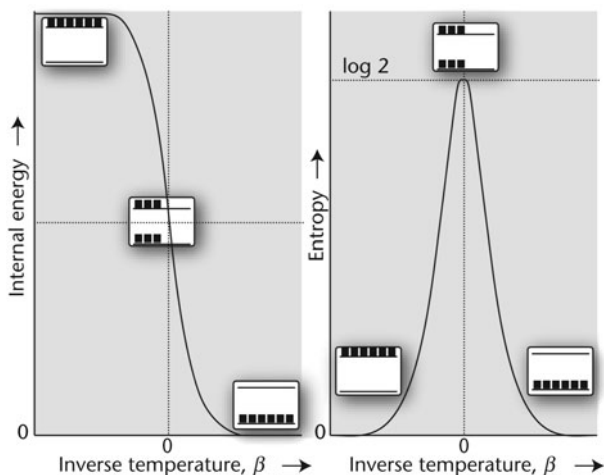 Internal energy →
0
0
Inverse temperature, β →
log 2
Entropy →
0
0
Inverse temperature, β →